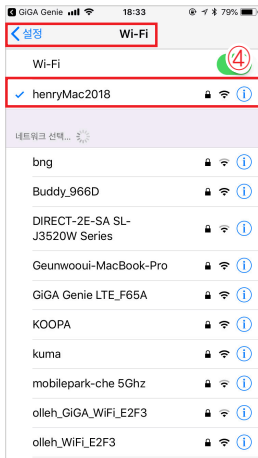 GiGA Genie 18:33 79%
설정 Wi-Fi
Wi-Fi ④
henryMac2018
네트워크 선택...
bng
Buddy_966D
DIRECT-2E-SA SL-
J3520W Series
Geunwooui-MacBook-Pro
GiGA Genie LTE_F65A
KOOPA
kuma
mobilepark-che 5Ghz
olleh_GiGA_WiFi_E2F3
olleh_WiFi_E2F3